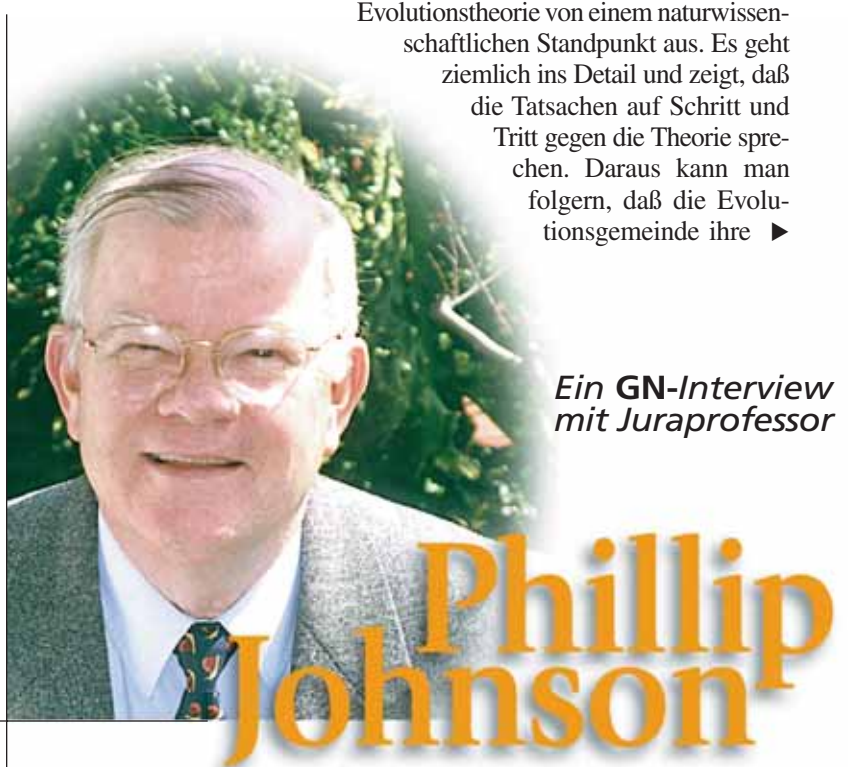 Evolutionstheorie von einem naturwissen-
schaftlichen Standpunkt aus. Es geht
ziemlich ins Detail und zeigt, daß
die Tatsachen auf Schritt und
Tritt gegen die Theorie spre-
chen. Daraus kann man
folgern, daß die Evolu-
tionsgemeinde ihre ▶
Ein GN-Interview
mit Juraprofessor
Phillip
Johnson